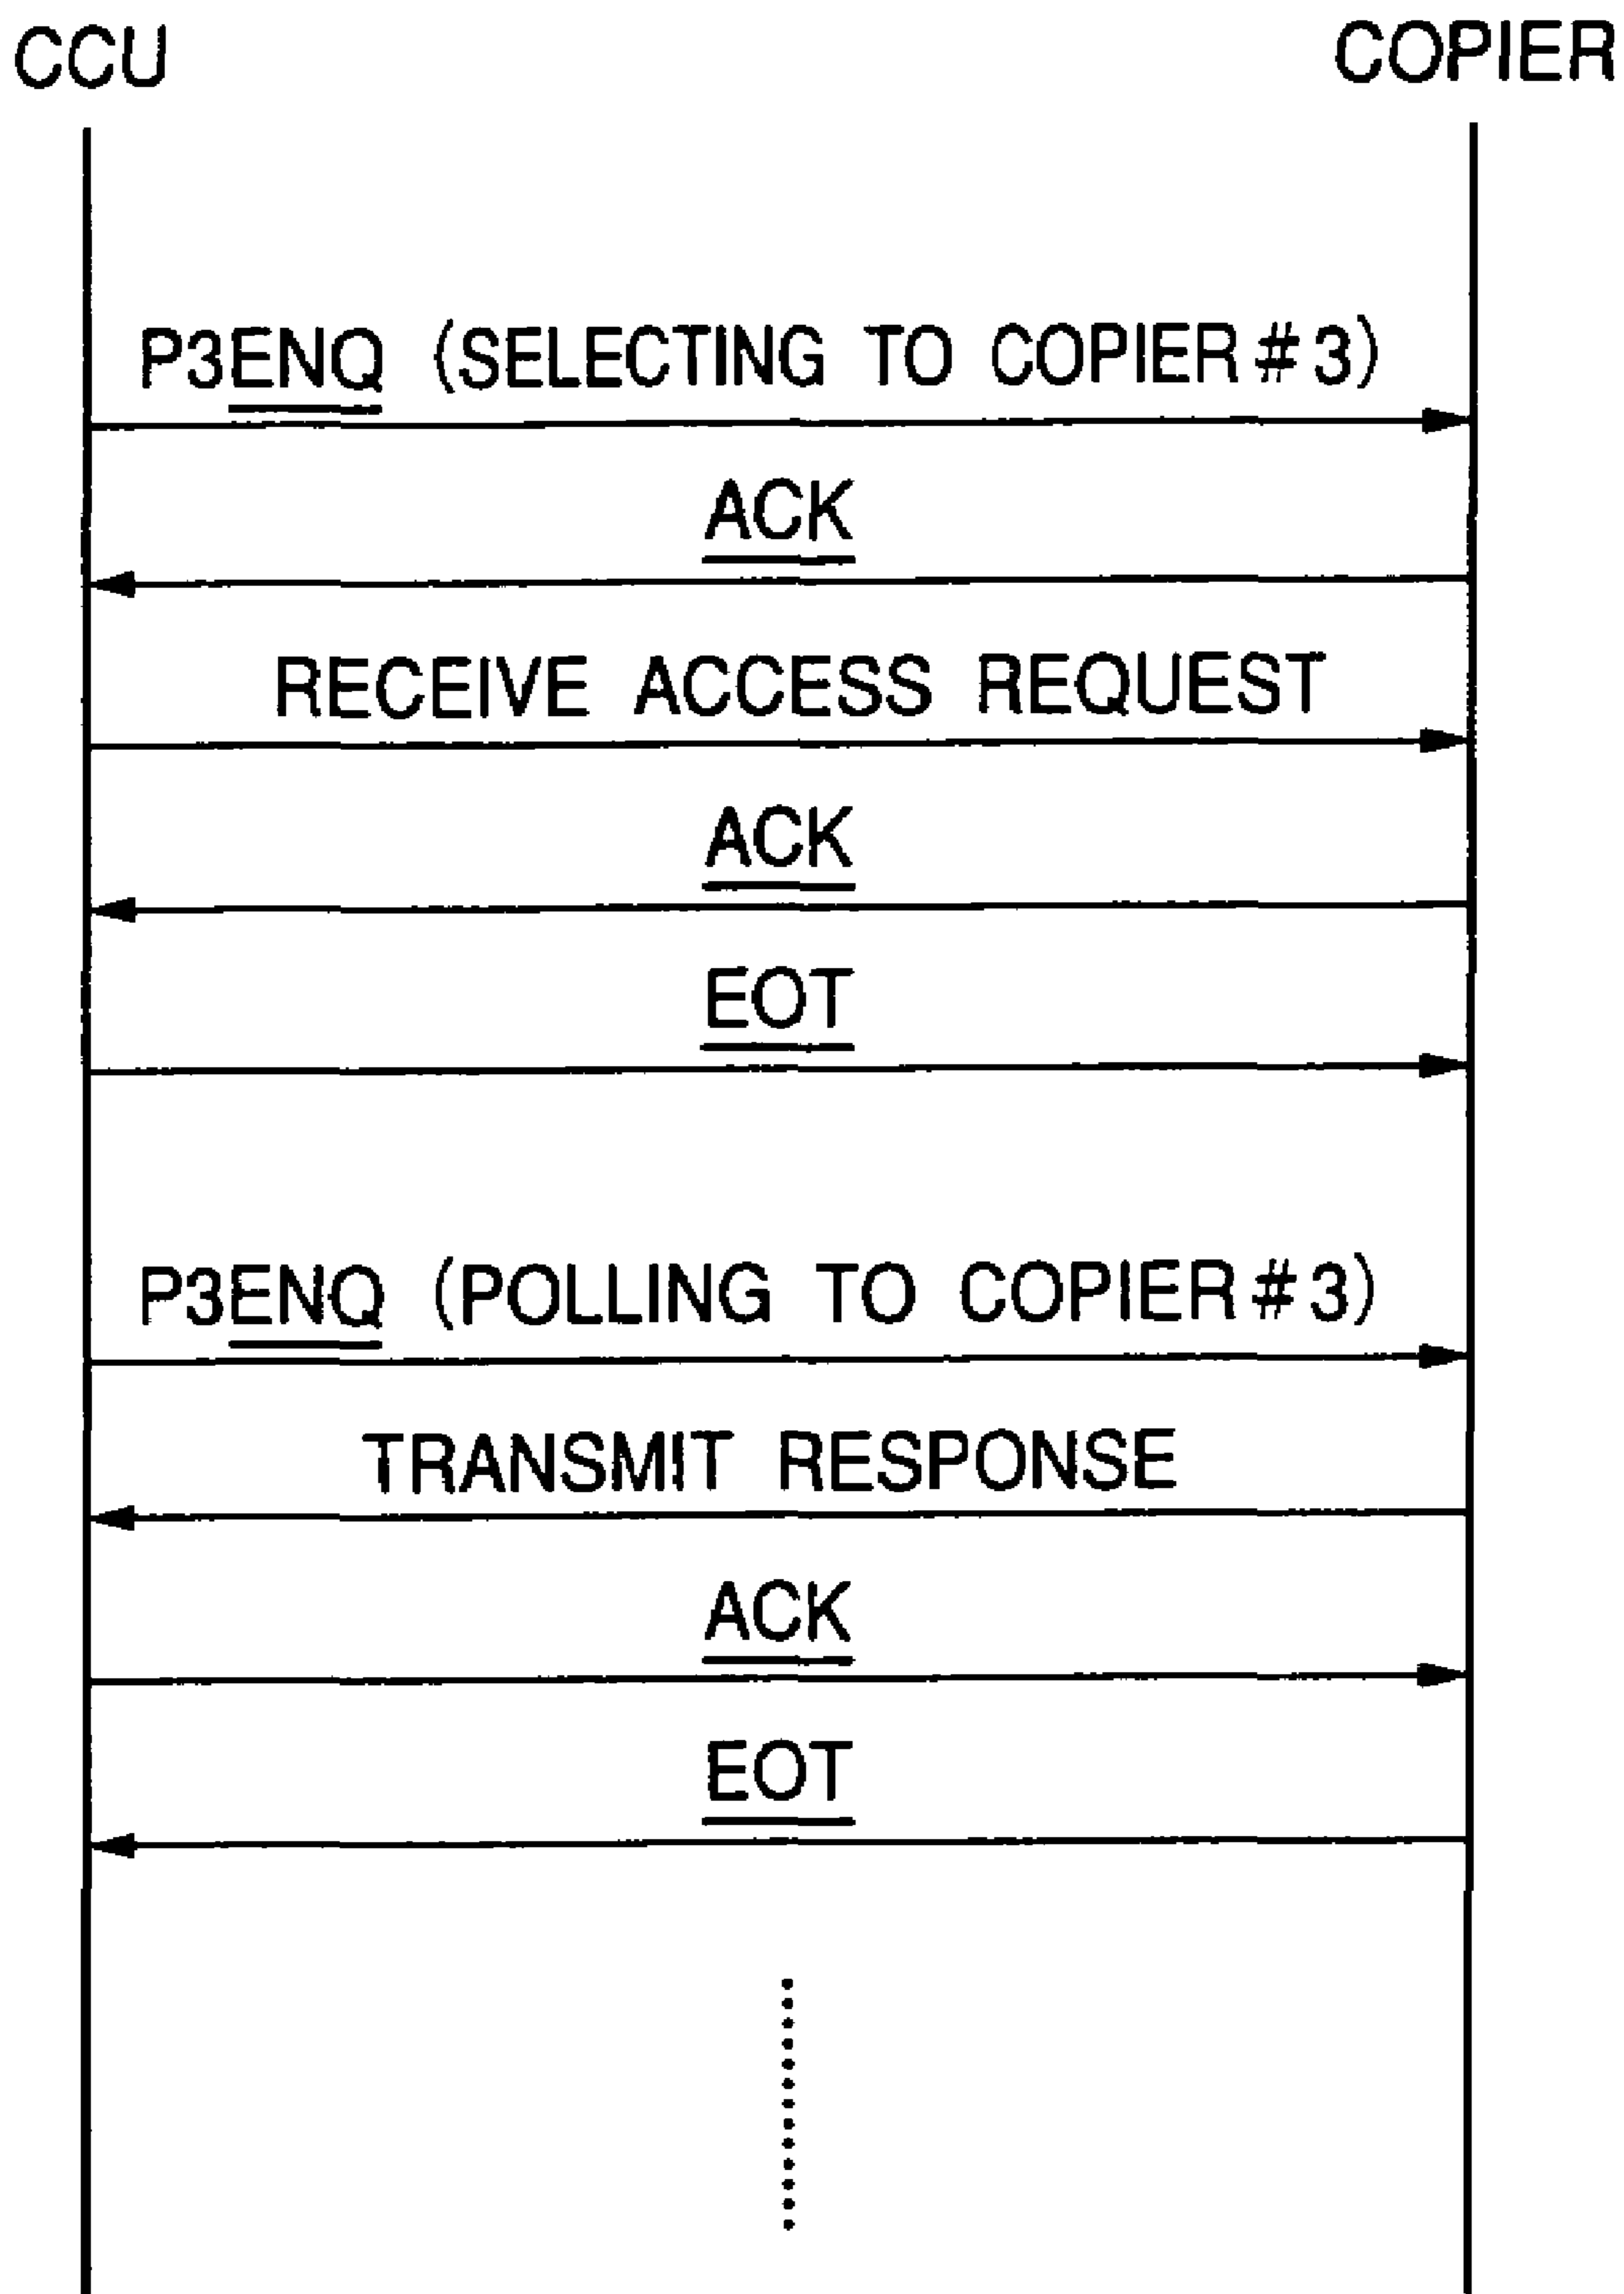 CCU COPIER
P3ENQ (SELECTING TO COPIER#3)
ACK
RECEIVE ACCESS REQUEST
ACK
EOT
P3ENQ (POLLING TO COPIER#3)
TRANSMIT RESPONSE
ACK
EOT